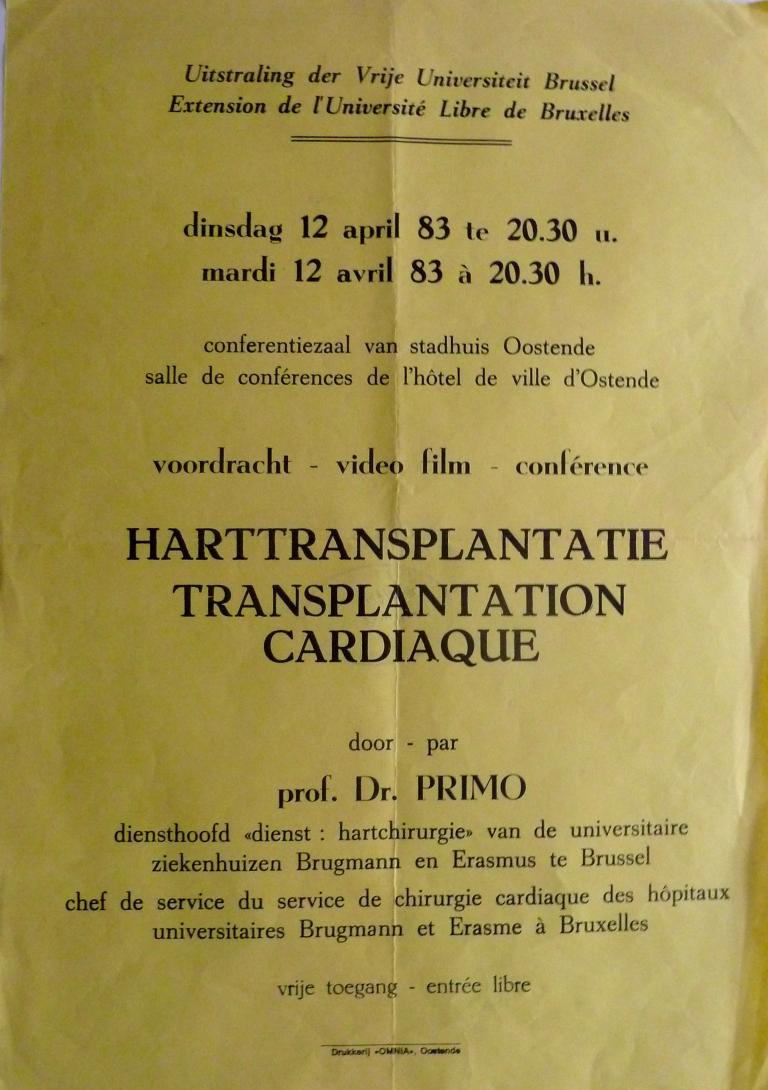 Uitstraling der Vrije Universiteit Brussel
Extension de l'Université Libre de Bruxelles
dinsdag 12 april 83 te 20.30 u.
mardi 12 avril 83 à 20.30 h.
conferentiezaal van stadhuis Oostende
salle de conférences de l'hôtel de ville d'Ostende
voordracht - video film - conférence
HARTTRANSPLANTATIE
TRANSPLANTATION
CARDIAQUE
door - par
prof. Dr. PRIMO
diensthoofd «dienst : hartchirurgie» van de universitaire
ziekenhuizen Brugmann en Erasmus te Brussel
chef de service du service de chirurgie cardiaque des hôpitaux
universitaires Brugmann et Erasme à Bruxelles
vrije toegang - entrée libre
Drukkerij «OMNIA», Oostende